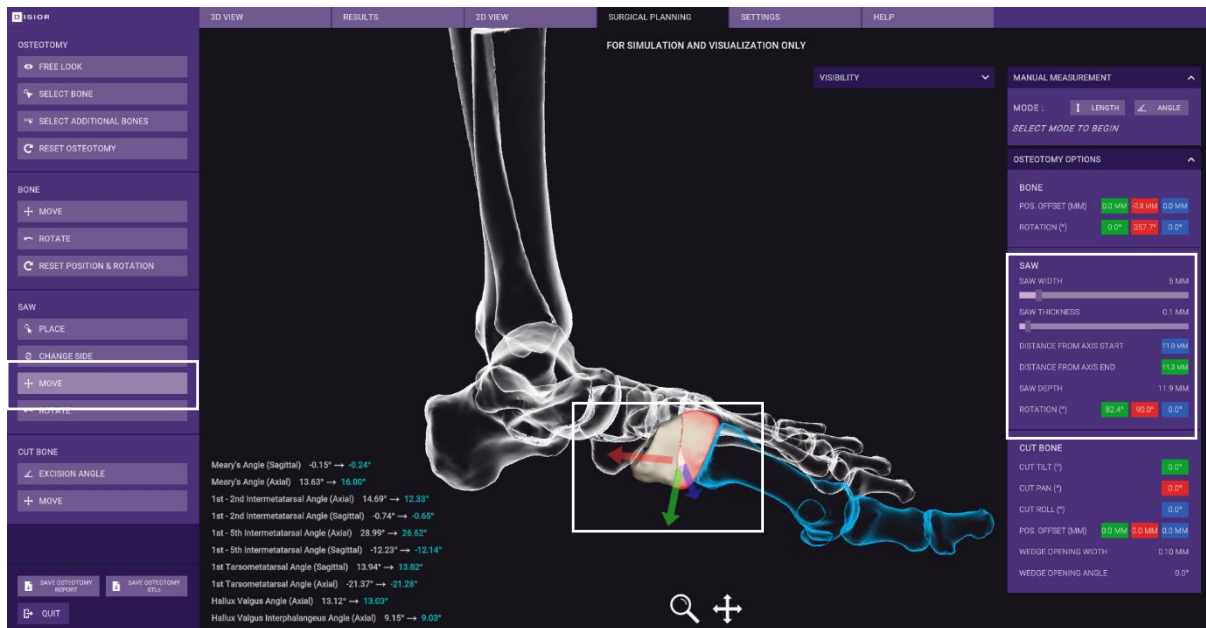 DISIOR
3D VIEW
RESULTS
2D VIEW
SURGICAL PLANNING
SETTINGS
HELP
OSTEOTOMY
FREE LOOK
SELECT BONE
SELECT ADDITIONAL BONES
RESET OSTEOTOMY
BONE
MOVE
ROTATE
RESET POSITION & ROTATION
SAW
PLACE
CHANGE SIDE
MOVE
ROTATE
CUT BONE
EXCISION ANGLE
MOVE
SAVE OSTEOTOMY REPORT
SAVE OSTEOTOMY STLs
QUIT
FOR SIMULATION AND VISUALIZATION ONLY
VISIBILITY
Meary's Angle (Sagittal) -0.15° → -0.24°
Meary's Angle (Axial) 13.63° → 16.00°
1st - 2nd Intermetatarsal Angle (Axial) 14.69° → 12.33°
1st - 2nd Intermetatarsal Angle (Sagittal) -0.74° → -0.65°
1st - 5th Intermetatarsal Angle (Axial) 28.99° → 26.62°
1st - 5th Intermetatarsal Angle (Sagittal) -12.23° → -12.14°
1st Tarsometatarsal Angle (Sagittal) 13.94° → 13.82°
1st Tarsometatarsal Angle (Axial) -21.37° → -21.28°
Hallux Valgus Angle (Axial) 13.12° → 13.03°
Hallux Valgus Interphalangeus Angle (Axial) 9.15° → 9.03°
MANUAL MEASUREMENT
MODE : LENGTH ANGLE
SELECT MODE TO BEGIN
OSTEOTOMY OPTIONS
BONE
POS. OFFSET (MM) 0.0 MM -0.8 MM 0.0 MM
ROTATION (°) 0.0° 357.7° 0.0°
SAW
SAW WIDTH 5 MM
SAW THICKNESS 0.1 MM
DISTANCE FROM AXIS START 11.0 MM
DISTANCE FROM AXIS END 11.3 MM
SAW DEPTH 11.9 MM
ROTATION (°) 82.4° 90.0° 0.0°
CUT BONE
CUT TILT (°) 0.0°
CUT PAN (°) 0.0°
CUT ROLL (°) 0.0°
POS. OFFSET (MM) 0.0 MM 0.0 MM 0.0 MM
WEDGE OPENING WIDTH 0.10 MM
WEDGE OPENING ANGLE 0.0°